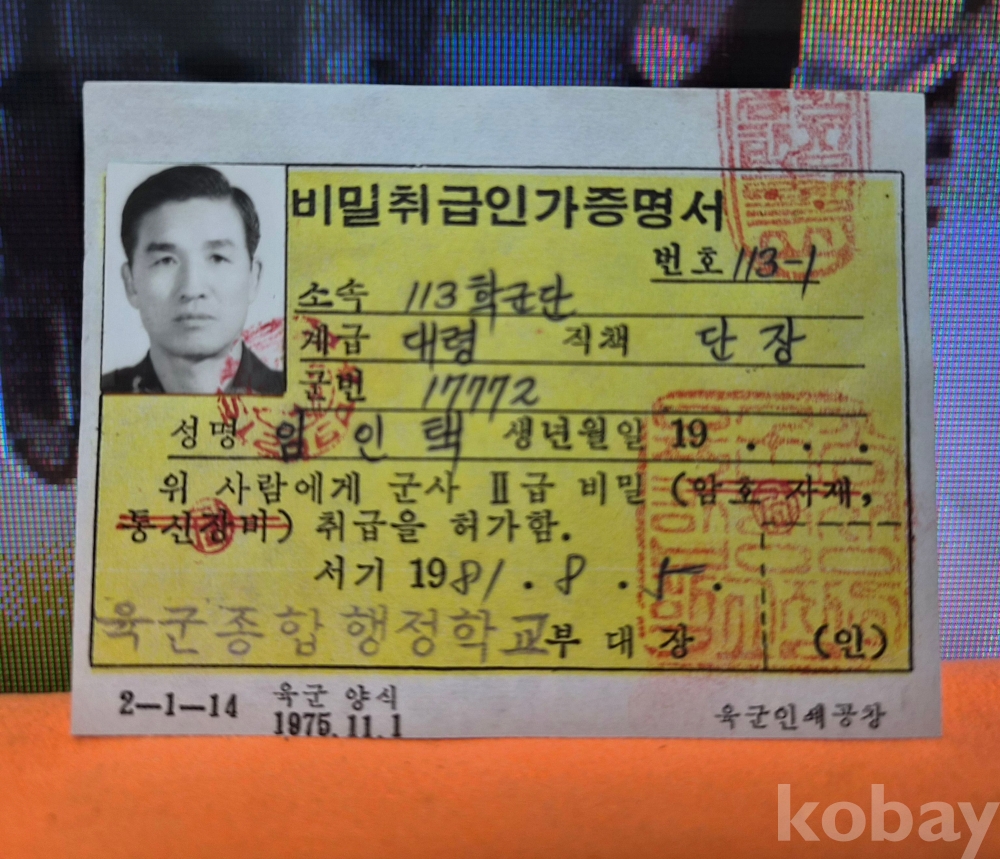 비밀취급인가증명서
번호 113-1
소속 113 학군단
계급 대령 직책 단장
군번 17772
성명 임인택 생년월일 19 . . .
위 사람에게 군사 Ⅱ급 비밀 (암호 자재,
통신장비) 취급을 허가함.
서기 1981 . 8 . 5 .
육군종합행정학교 부대장 (인)
2-1-14 육군 양식
1975. 11. 1 육군인쇄공창
kobay